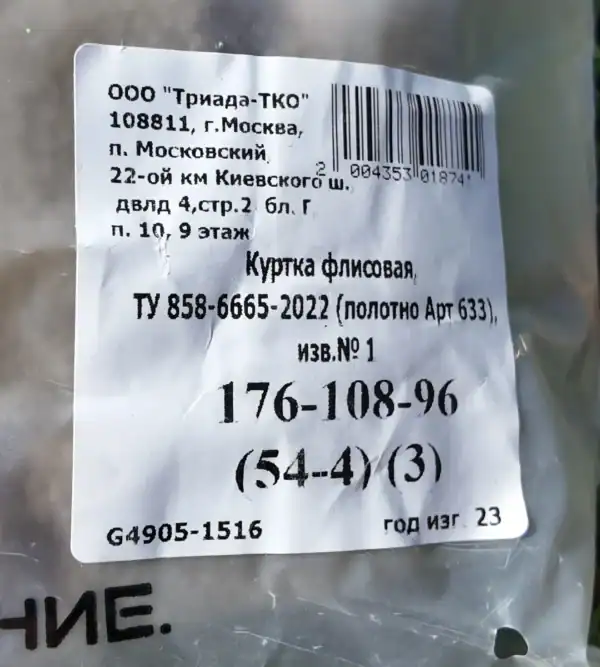 ООО "Триада-ТКО"
108811, г.Москва,
п. Московский,
22-ой км Киевского ш.
двлд 4,стр.2 бл. Г
п. 10, 9 этаж
2 004353 01874
Куртка флисовая,
ТУ 858-6665-2022 (полотно Арт 633),
изв.№ 1
176-108-96
(54-4) (3)
G4905-1516
год изг. 23
НИЕ.